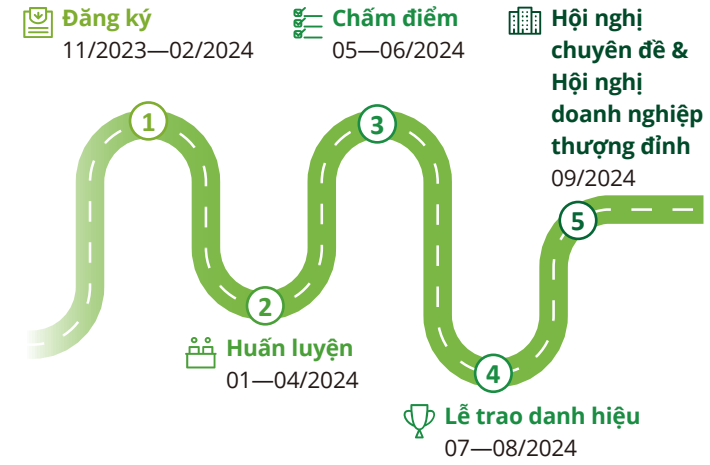 Đăng ký
11/2023—02/2024
1
2
Huấn luyện
01—04/2024
Chấm điểm
05—06/2024
3
4
Lễ trao danh hiệu
07—08/2024
Hội nghị
chuyên đề &
Hội nghị
doanh nghiệp
thượng đỉnh
09/2024
5